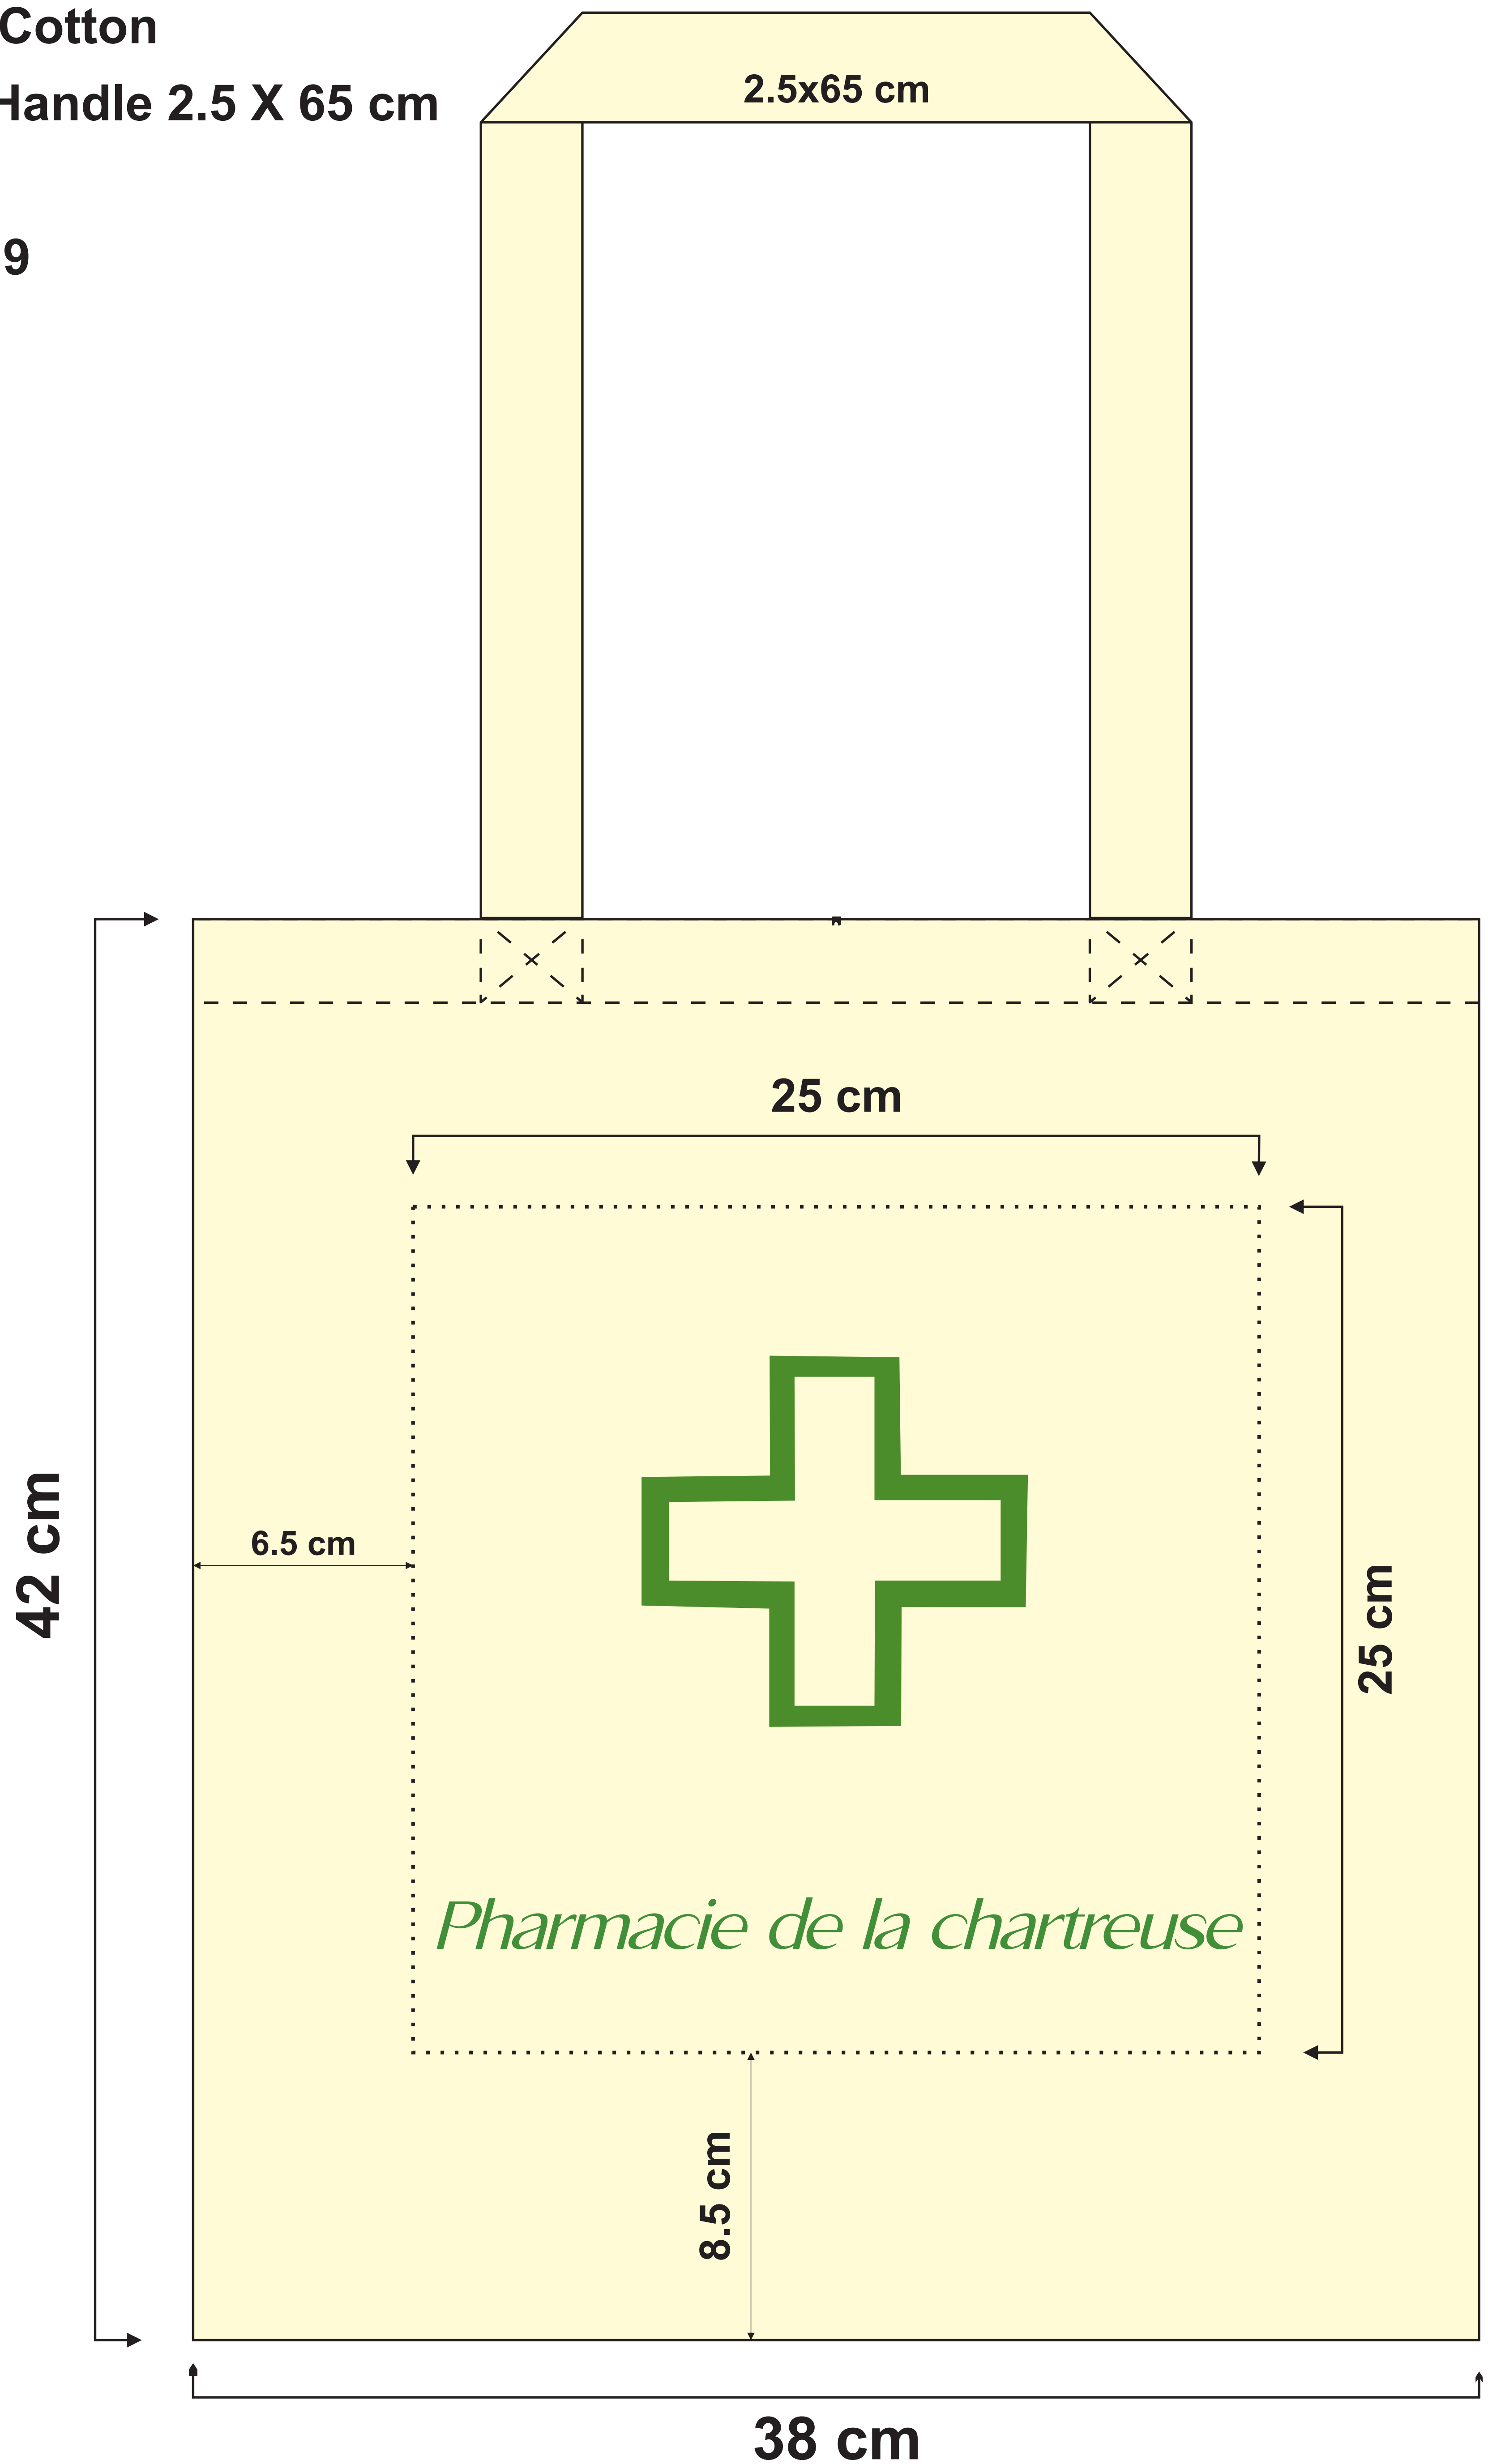 Cotton
Handle 2.5 X 65 cm
2.5x65 cm
9
25 cm
6.5 cm
42 cm
25 cm
Pharmacie de la chartreuse
8.5 cm
38 cm